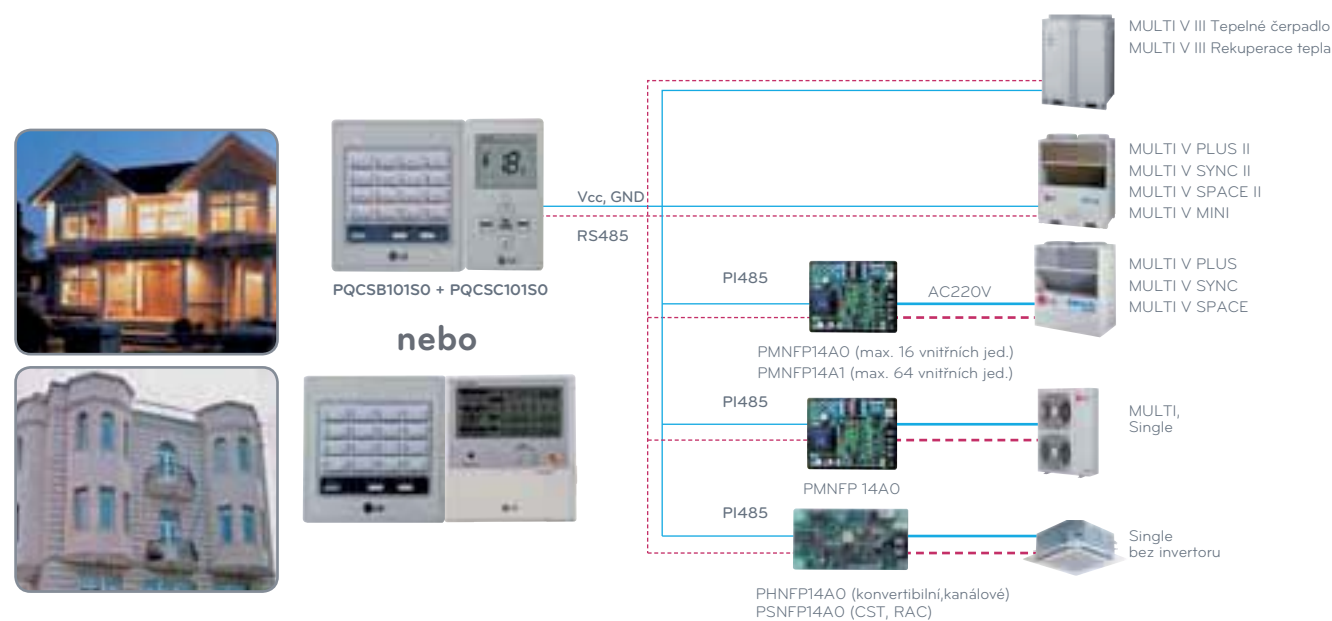 MULTI V III Tepelné čerpadlo
MULTI V III Rekuperace tepla
MULTI V PLUS II
MULTI V SYNC II
MULTI V SPACE II
MULTI V MINI
Vcc, GND
RS485
PQCSB101S0 + PQCSC101S0
nebo
PI485
AC220V
MULTI V PLUS
MULTI V SYNC
MULTI V SPACE
PMNFP14A0 (max. 16 vnitřních jed.)
PMNFP14A1 (max. 64 vnitřních jed.)
PI485
MULTI,
Single
PMNFP 14A0
PI485
Single
bez invertoru
PHNFP14A0 (konvertibilní,kanálové)
PSNFP14A0 (CST, RAC)